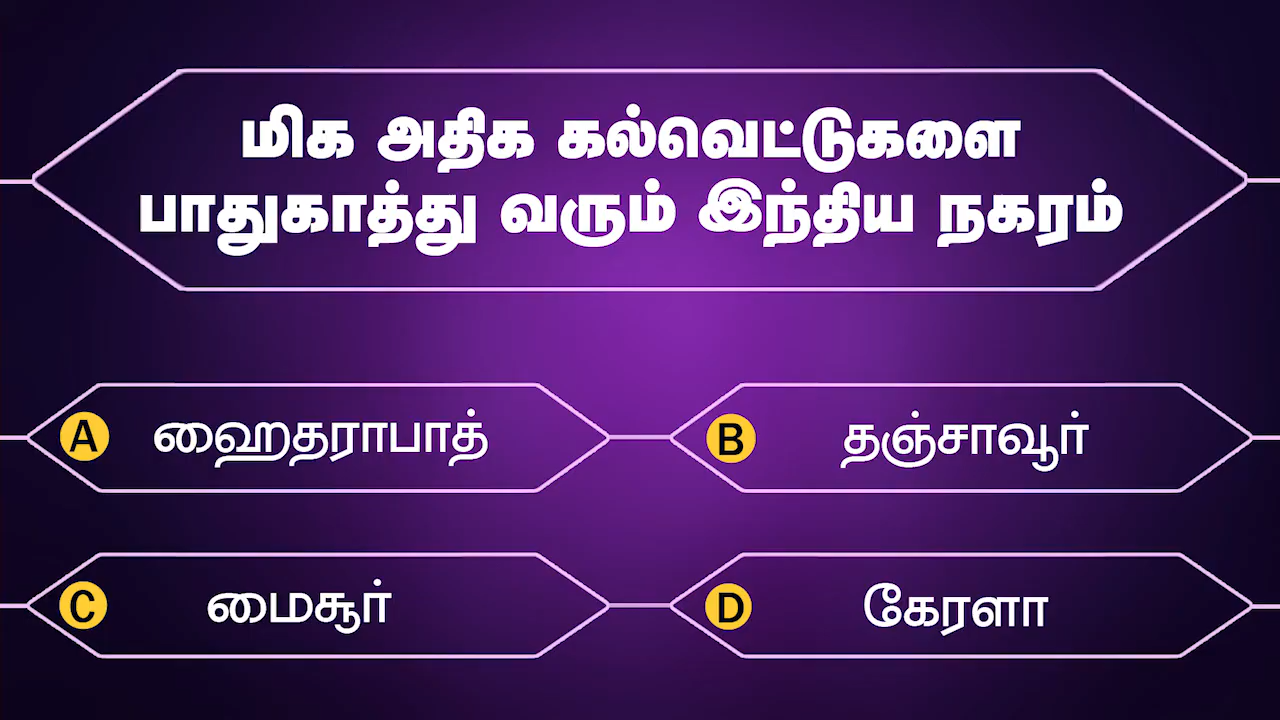 மிக அதிக கல்வெட்டுகளை
பாதுகாத்து வரும் இந்திய நகரம்
A ஹைதராபாத்
B தஞ்சாவூர்
C மைசூர்
D கேரளா